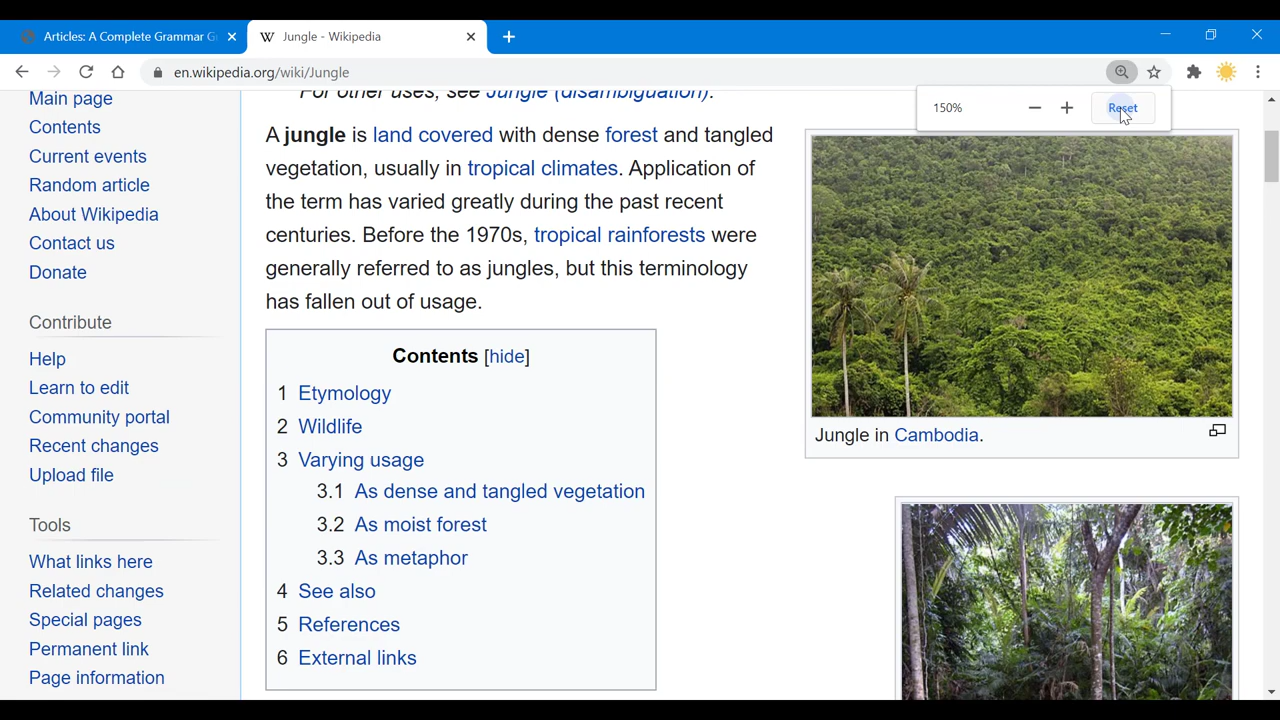 Articles: A Complete Grammar G
Jungle - Wikipedia
en.wikipedia.org/wiki/Jungle
150%
Reset
Main page
Contents
Current events
Random article
About Wikipedia
Contact us
Donate
Contribute
Help
Learn to edit
Community portal
Recent changes
Upload file
Tools
What links here
Related changes
Special pages
Permanent link
Page information
For other uses, see Jungle (disambiguation).
A jungle is land covered with dense forest and tangled
vegetation, usually in tropical climates. Application of
the term has varied greatly during the past recent
centuries. Before the 1970s, tropical rainforests were
generally referred to as jungles, but this terminology
has fallen out of usage.
Contents [hide]
1 Etymology
2 Wildlife
3 Varying usage
3.1 As dense and tangled vegetation
3.2 As moist forest
3.3 As metaphor
4 See also
5 References
6 External links
Jungle in Cambodia.